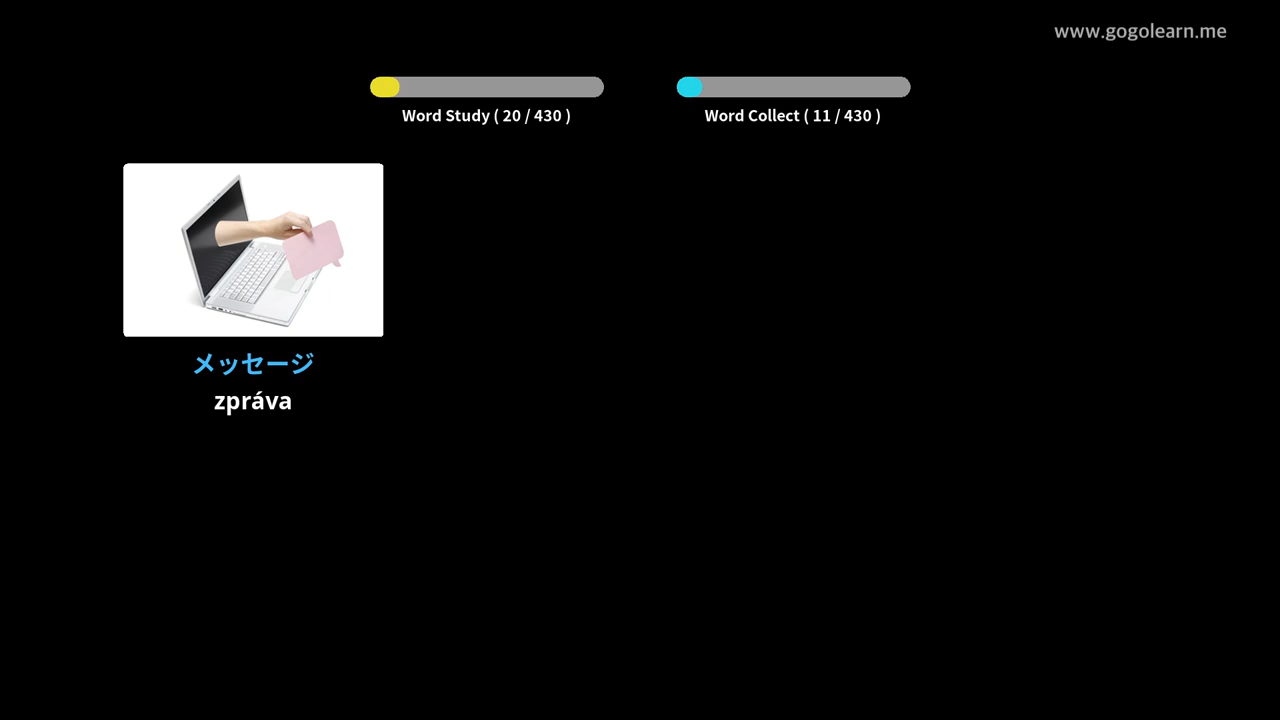 www.gogolearn.me
Word Study ( 20 / 430 )
Word Collect ( 11 / 430 )
メッセージ
zpráva